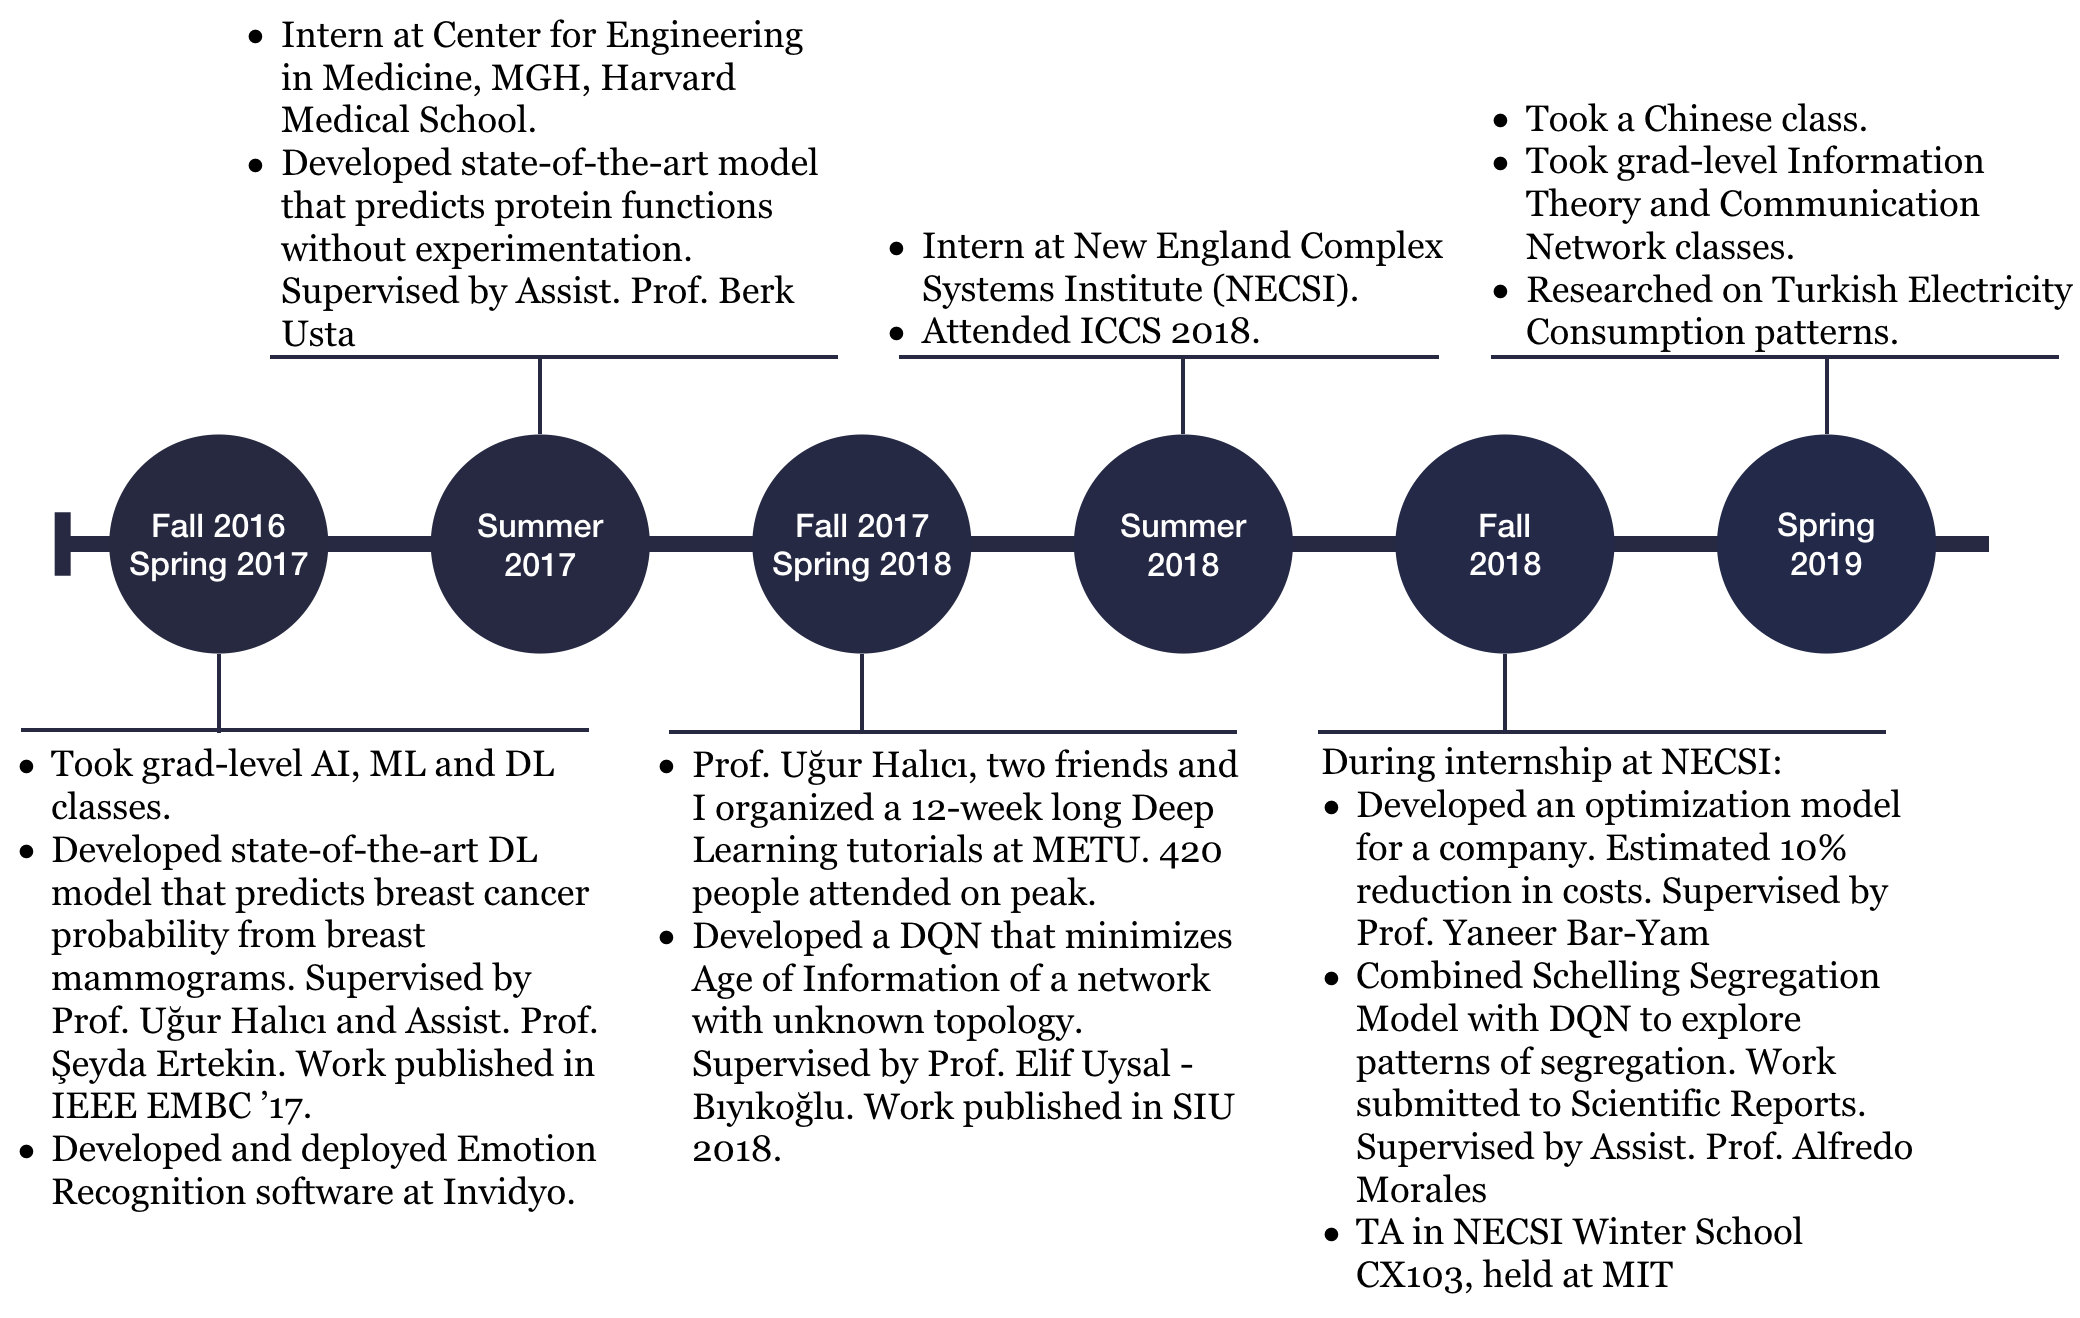 • Intern at Center for Engineering
in Medicine, MGH, Harvard
Medical School.
• Developed state-of-the-art model
that predicts protein functions
without experimentation.
Supervised by Assist. Prof. Berk
Usta
• Intern at New England Complex
Systems Institute (NECSI).
• Attended ICCS 2018.
• Took a Chinese class.
• Took grad-level Information
Theory and Communication
Network classes.
• Researched on Turkish Electricity
Consumption patterns.
Fall 2016
Spring 2017
Summer
2017
Fall 2017
Spring 2018
Summer
2018
Fall
2018
Spring
2019
• Took grad-level AI, ML and DL
classes.
• Developed state-of-the-art DL
model that predicts breast cancer
probability from breast
mammograms. Supervised by
Prof. Uğur Halıcı and Assist. Prof.
Şeyda Ertekin. Work published in
IEEE EMBC ’17.
• Developed and deployed Emotion
Recognition software at Invidyo.
• Prof. Uğur Halıcı, two friends and
I organized a 12-week long Deep
Learning tutorials at METU. 420
people attended on peak.
• Developed a DQN that minimizes
Age of Information of a network
with unknown topology.
Supervised by Prof. Elif Uysal -
Bıyıkoğlu. Work published in SIU
2018.
During internship at NECSI:
• Developed an optimization model
for a company. Estimated 10%
reduction in costs. Supervised by
Prof. Yaneer Bar-Yam
• Combined Schelling Segregation
Model with DQN to explore
patterns of segregation. Work
submitted to Scientific Reports.
Supervised by Assist. Prof. Alfredo
Morales
• TA in NECSI Winter School
CX103, held at MIT